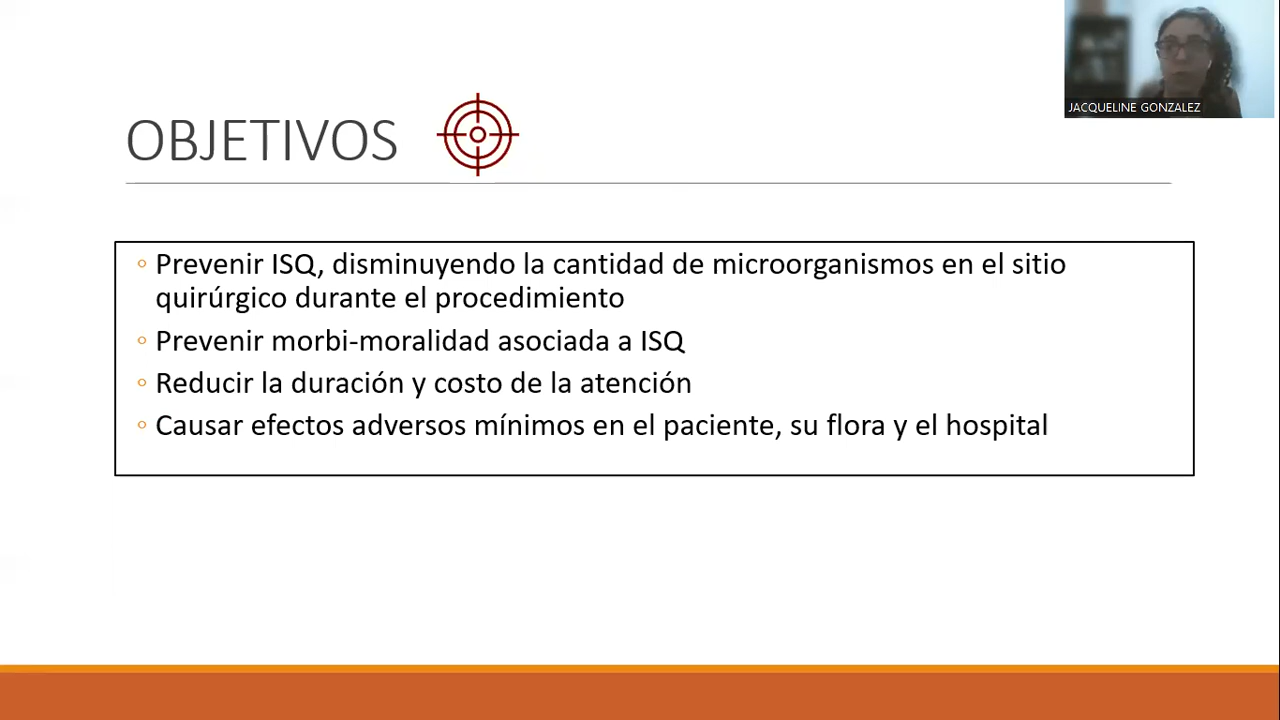 JACQUELINE GONZALEZ
OBJETIVOS
◦ Prevenir ISQ, disminuyendo la cantidad de microorganismos en el sitio
quirúrgico durante el procedimiento
◦ Prevenir morbi-moralidad asociada a ISQ
◦ Reducir la duración y costo de la atención
◦ Causar efectos adversos mínimos en el paciente, su flora y el hospital